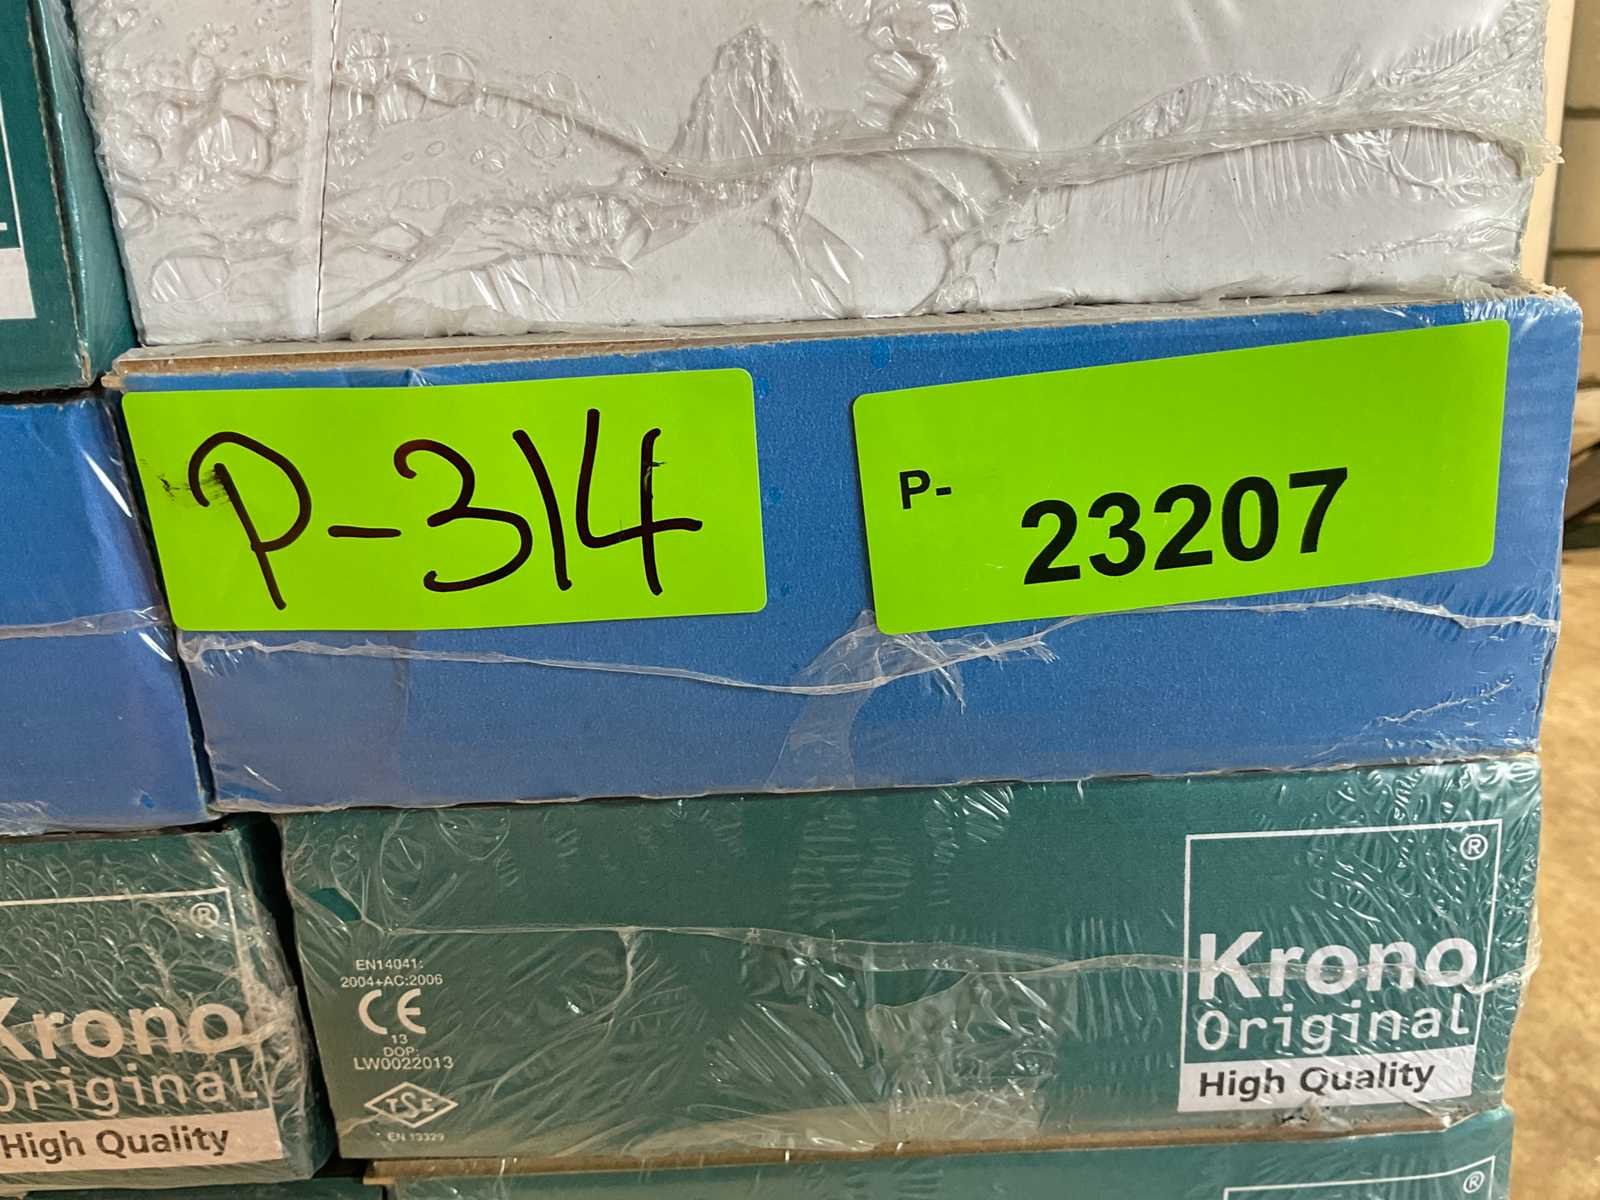 P-314
P-
23207
®
Krono
Original
High Quality
EN14041:
2004+AC:2006
CE
13
DOP:
LW0022013
TSE
EN 13329
®
Krono
Original
High Quality
®